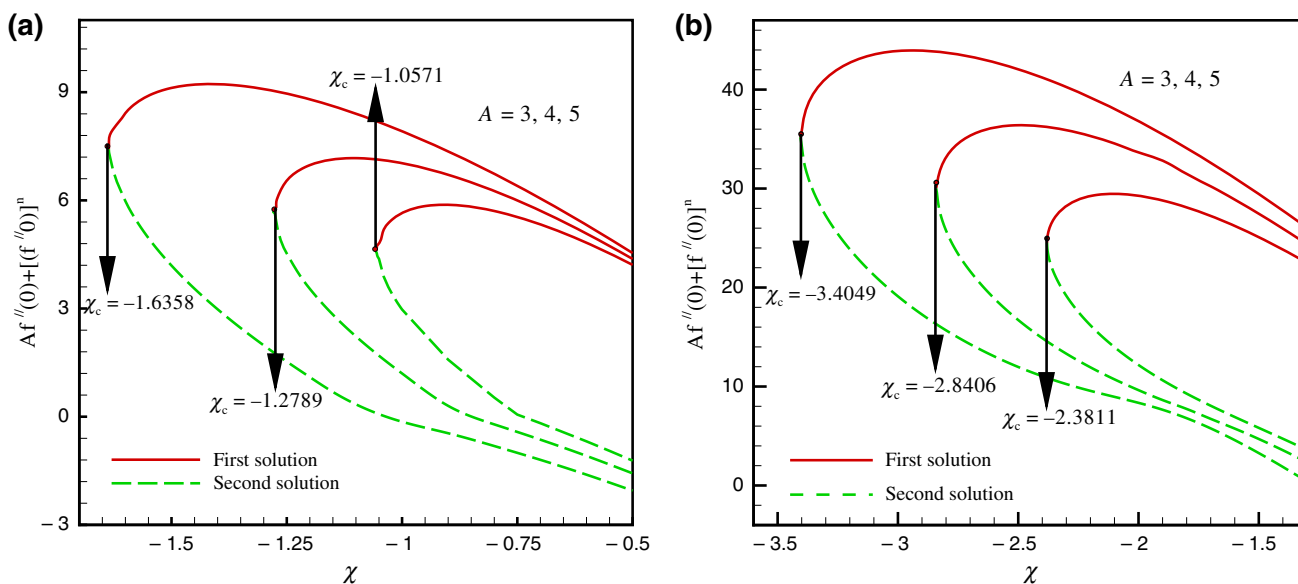 (a)
Af″(0)+[(f″0)]ⁿ
9
6
3
0
−3
χc = −1.0571
A = 3, 4, 5
χc = −1.6358
χc = −1.2789
First solution
Second solution
−1.5
−1.25
−1
−0.75
−0.5
χ
(b)
Af″(0)+[f″(0)]ⁿ
40
30
20
10
0
A = 3, 4, 5
χc = −3.4049
χc = −2.8406
χc = −2.3811
First solution
Second solution
−3.5
−3
−2.5
−2
−1.5
χ